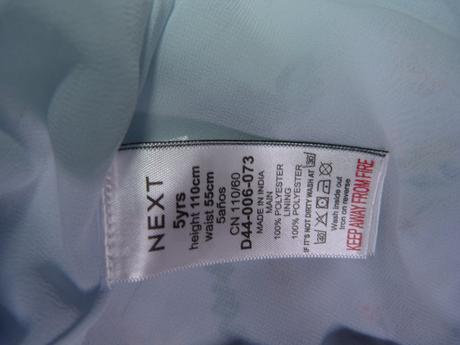 NEXT
5yrs
height 110cm
waist 55cm
5años
CN 110/60
D44-006-073
MADE IN INDIA
MAIN
100% POLYESTER
LINING
100% POLYESTER
IF IT'S NOT DIRTY WASH AT 30
Wash inside out
Iron on reverse
KEEP AWAY FROM FIRE